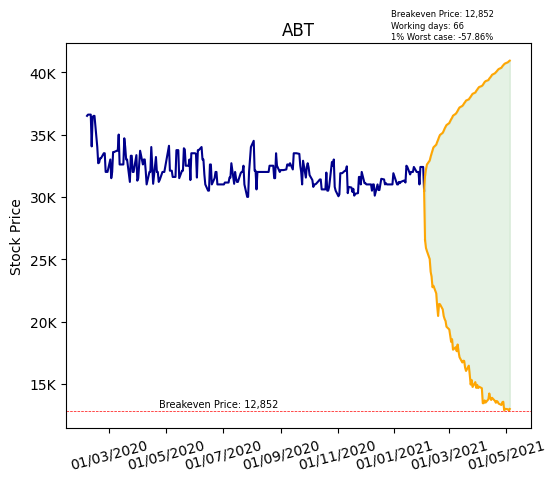 Breakeven Price: 12,852
Working days: 66
1% Worst case: -57.86%
ABT
Stock Price
40K
35K
30K
25K
20K
15K
Breakeven Price: 12,852
01/03/2020
01/05/2020
01/07/2020
01/09/2020
01/11/2020
01/01/2021
01/03/2021
01/05/2021